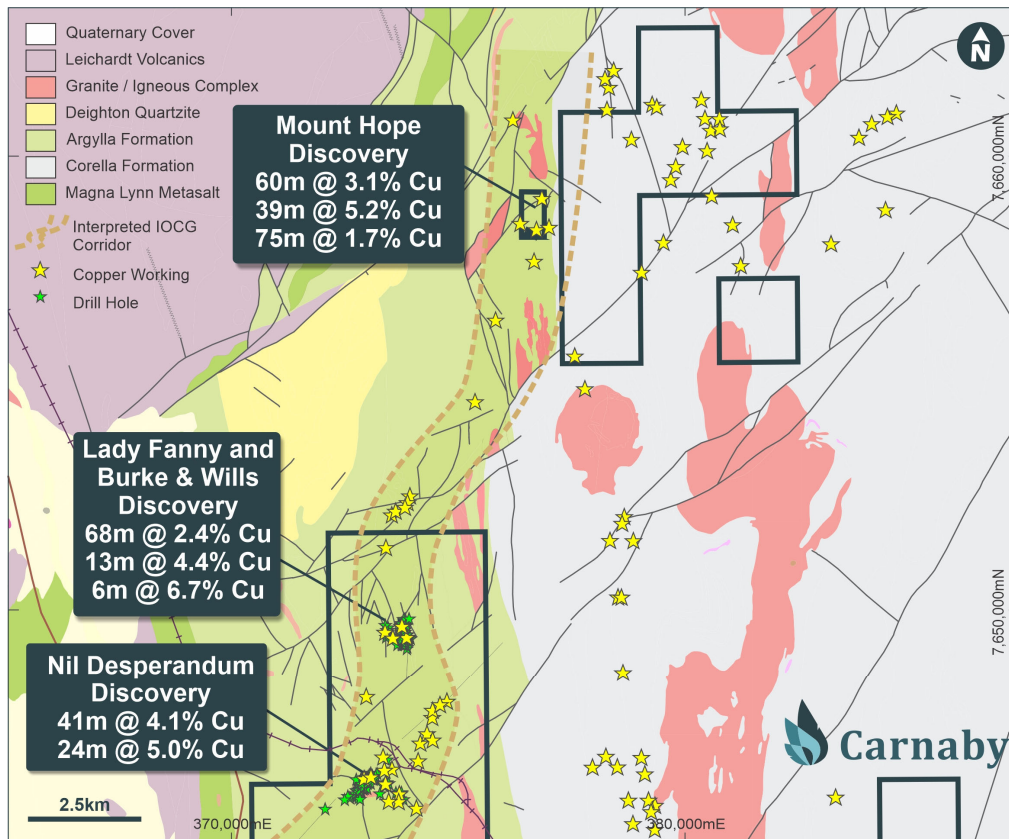 Quaternary Cover
Leichardt Volcanics
Granite / Igneous Complex
Deighton Quartzite
Argylla Formation
Corella Formation
Magna Lynn Metasalt
Interpreted IOCG
Corridor
Copper Working
Drill Hole
N
Mount Hope
Discovery
60m @ 3.1% Cu
39m @ 5.2% Cu
75m @ 1.7% Cu
7,660,000mN
Lady Fanny and
Burke & Wills
Discovery
68m @ 2.4% Cu
13m @ 4.4% Cu
6m @ 6.7% Cu
7,650,000mN
Nil Desperandum
Discovery
41m @ 4.1% Cu
24m @ 5.0% Cu
Carnaby
2.5km
370,000mE
380,000mE